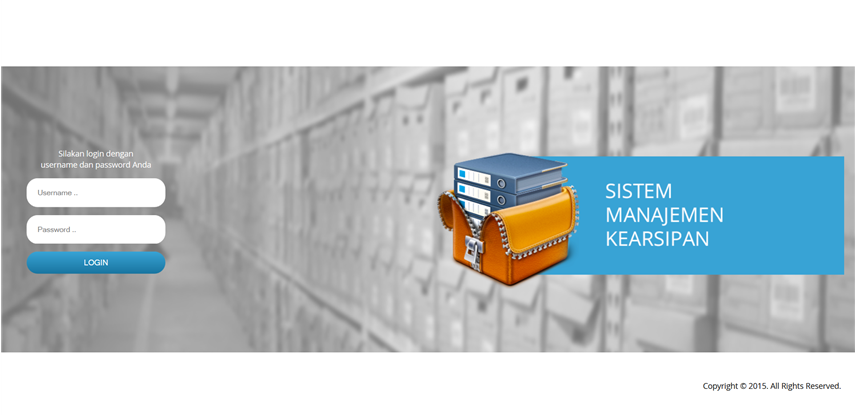 Silakan login dengan
username dan password Anda
Username ...
Password ...
LOGIN
SISTEM
MANAJEMEN
KEARSIPAN
Copyright © 2015. All Rights Reserved.